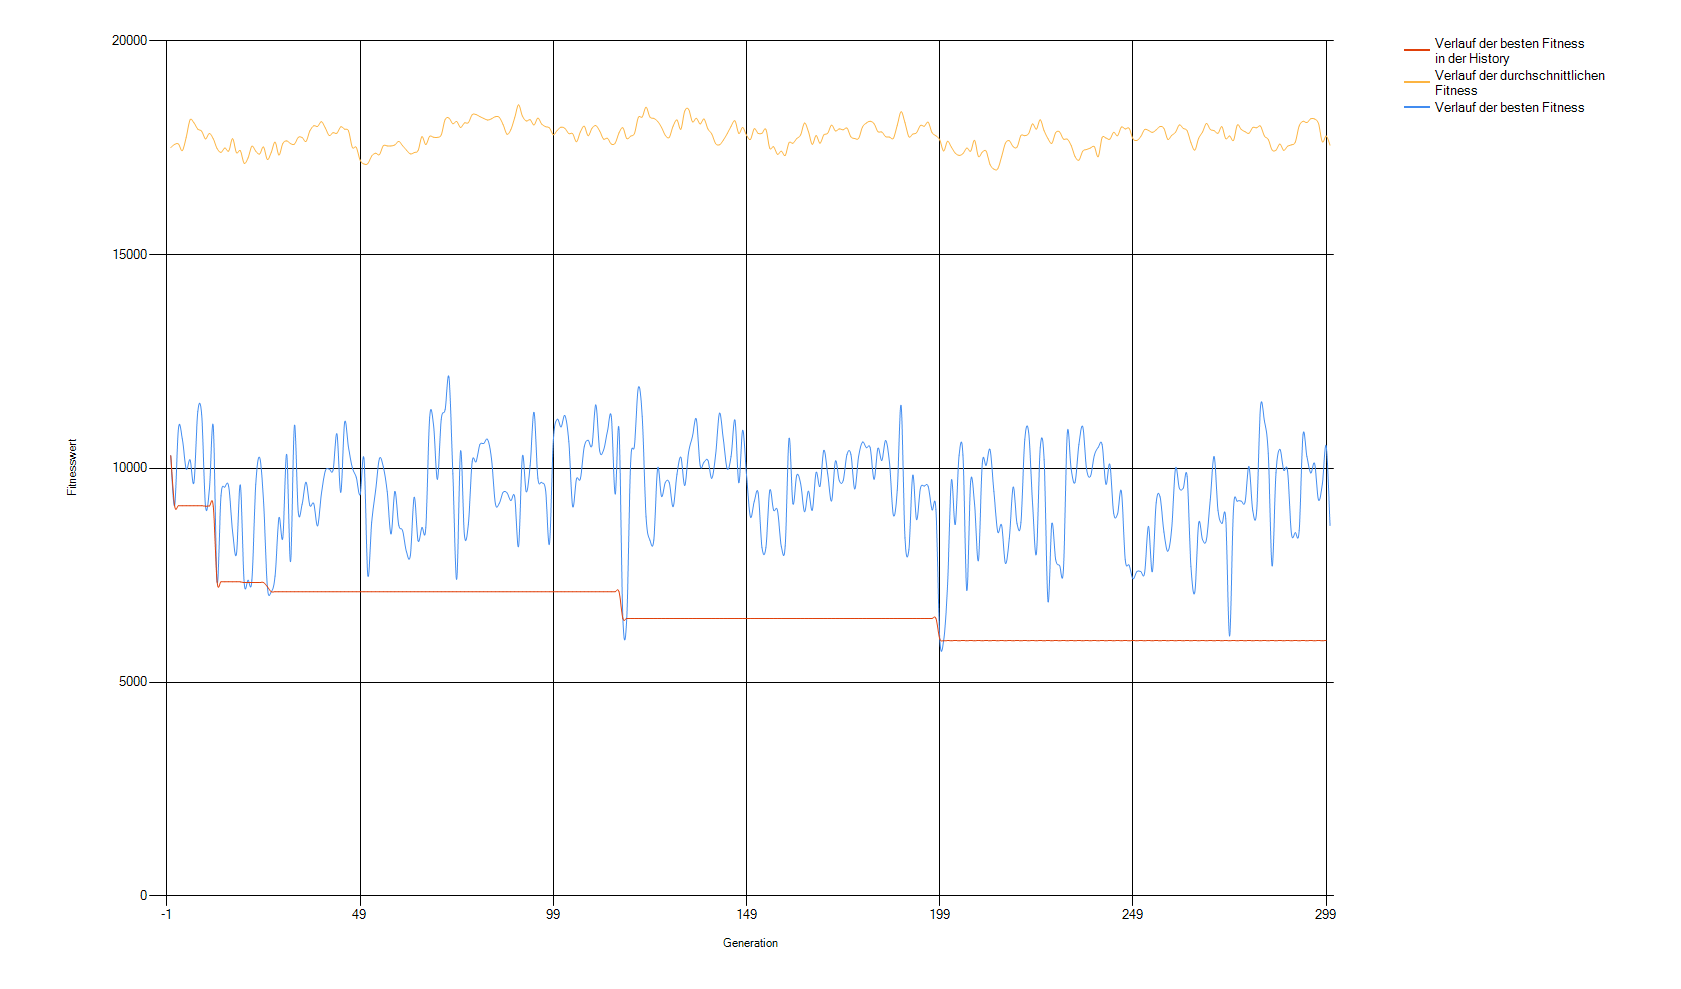 20000
15000
10000
5000
0
-1 49 99 149 199 249 299
Fitnesswert
Generation
Verlauf der besten Fitness
in der History
Verlauf der durchschnittlichen
Fitness
Verlauf der besten Fitness